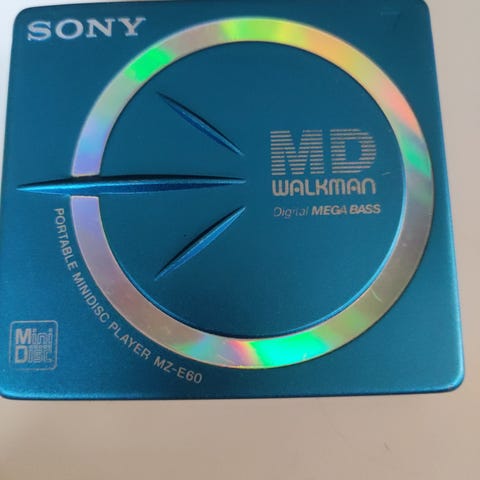 SONY
MD
WALKMAN
Digital MEGA BASS
PORTABLE MINIDISC PLAYER MZ-E60
Mini
Disc